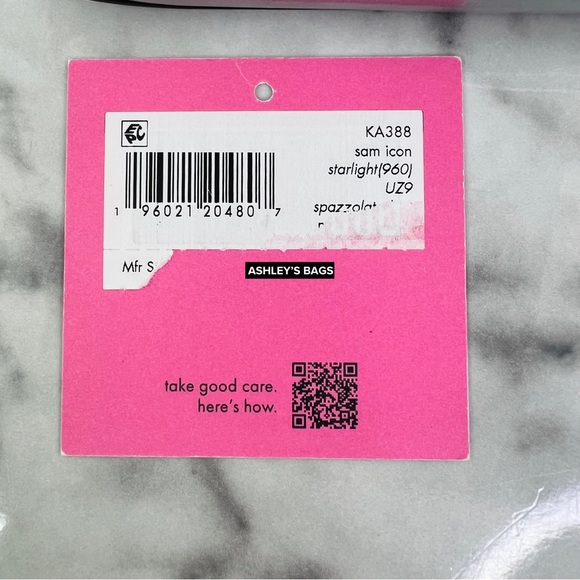 KA388
sam icon
starlight(960)
UZ9
1 96021 20480 7
Mfr S
ASHLEY'S BAGS
take good care.
here's how.